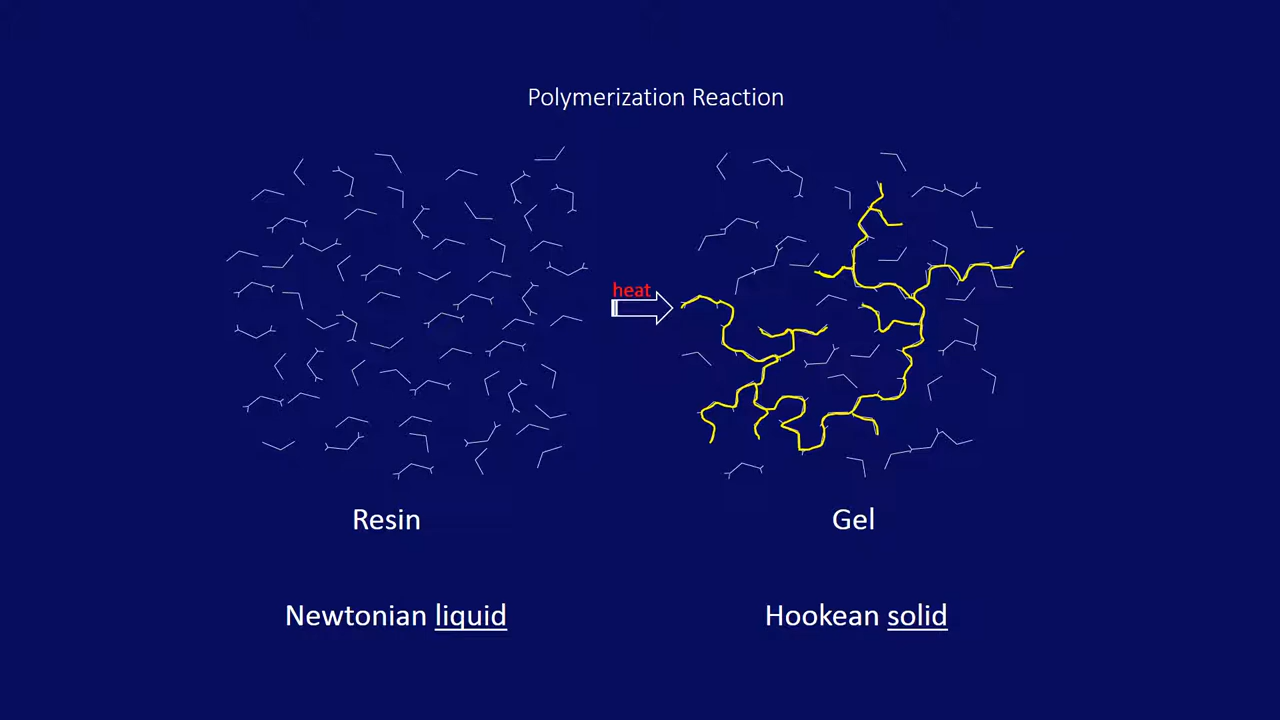 Polymerization Reaction
heat
Resin
Gel
Newtonian liquid
Hookean solid